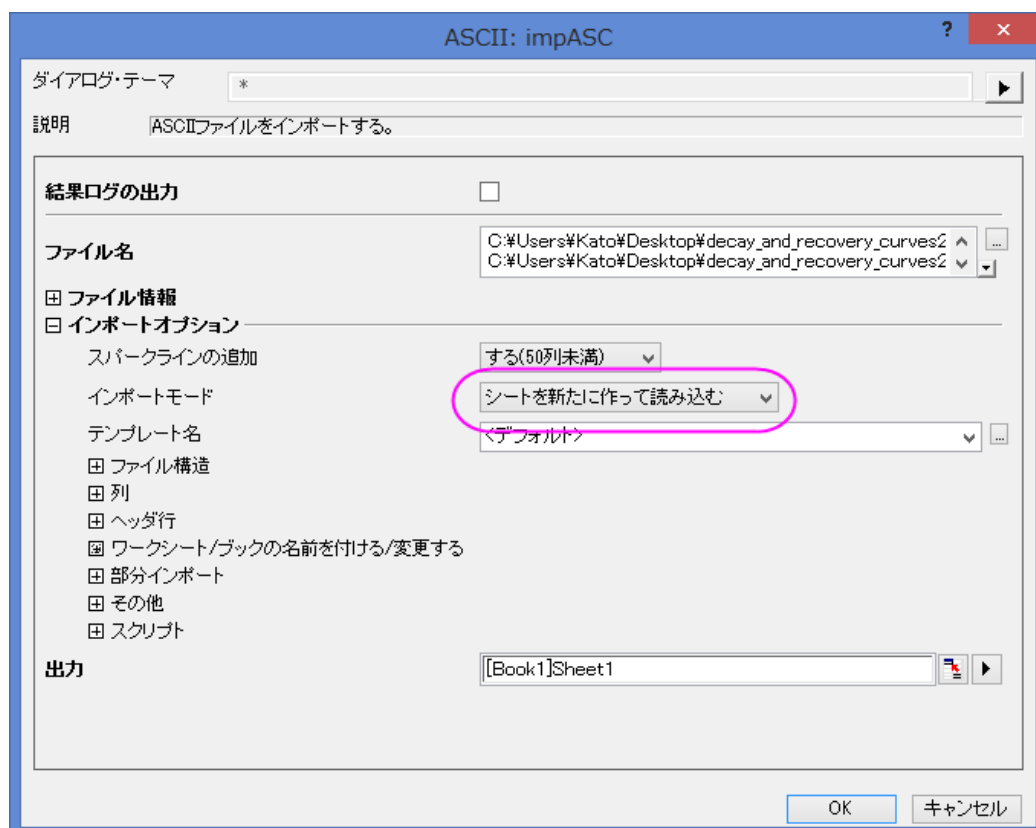 ASCII: impASC
? ×
ダイアログ・テーマ *
説明 ASCIIファイルをインポートする。
結果ログの出力
ファイル名
C:¥Users¥Kato¥Desktop¥decay_and_recovery_curves2
C:¥Users¥Kato¥Desktop¥decay_and_recovery_curves2
...
ファイル情報
インポートオプション
スパークラインの追加 する(50列未満)
インポートモード シートを新たに作って読み込む
テンプレート名 <デフォルト> ...
ファイル構造
列
ヘッダ行
ワークシート/ブックの名前を付ける/変更する
部分インポート
その他
スクリプト
出力 [Book1]Sheet1
OK キャンセル